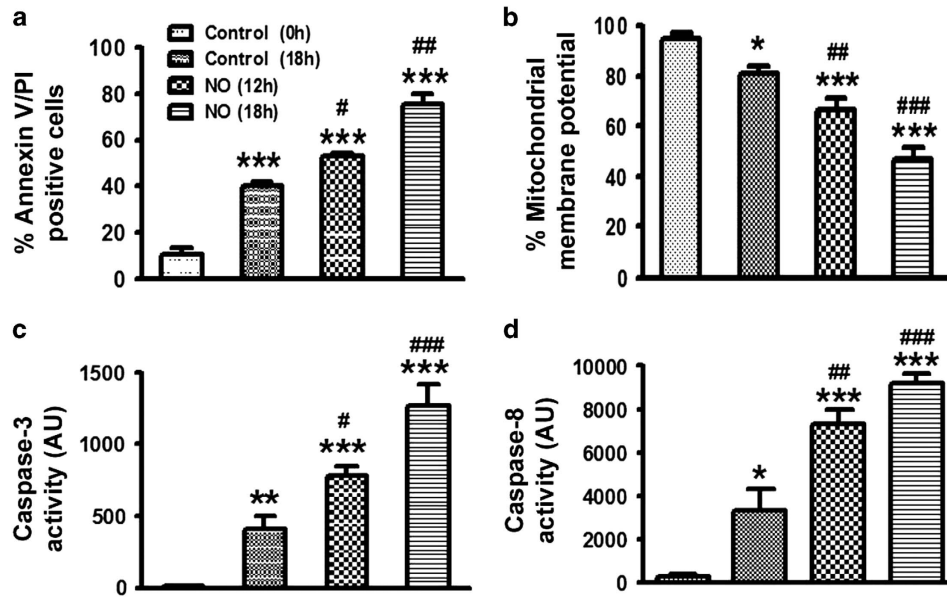 a
Control (0h)
Control (18h)
NO (12h)
NO (18h)
% Annexin V/PI
positive cells
100
80
60
40
20
0
***
#
***
##
***
b
% Mitochondrial
membrane potential
100
80
60
40
20
0
*
##
***
###
***
c
Caspase-3
activity (AU)
1500
1000
500
0
**
#
***
###
***
d
Caspase-8
activity (AU)
10000
8000
6000
4000
2000
0
*
##
***
###
***